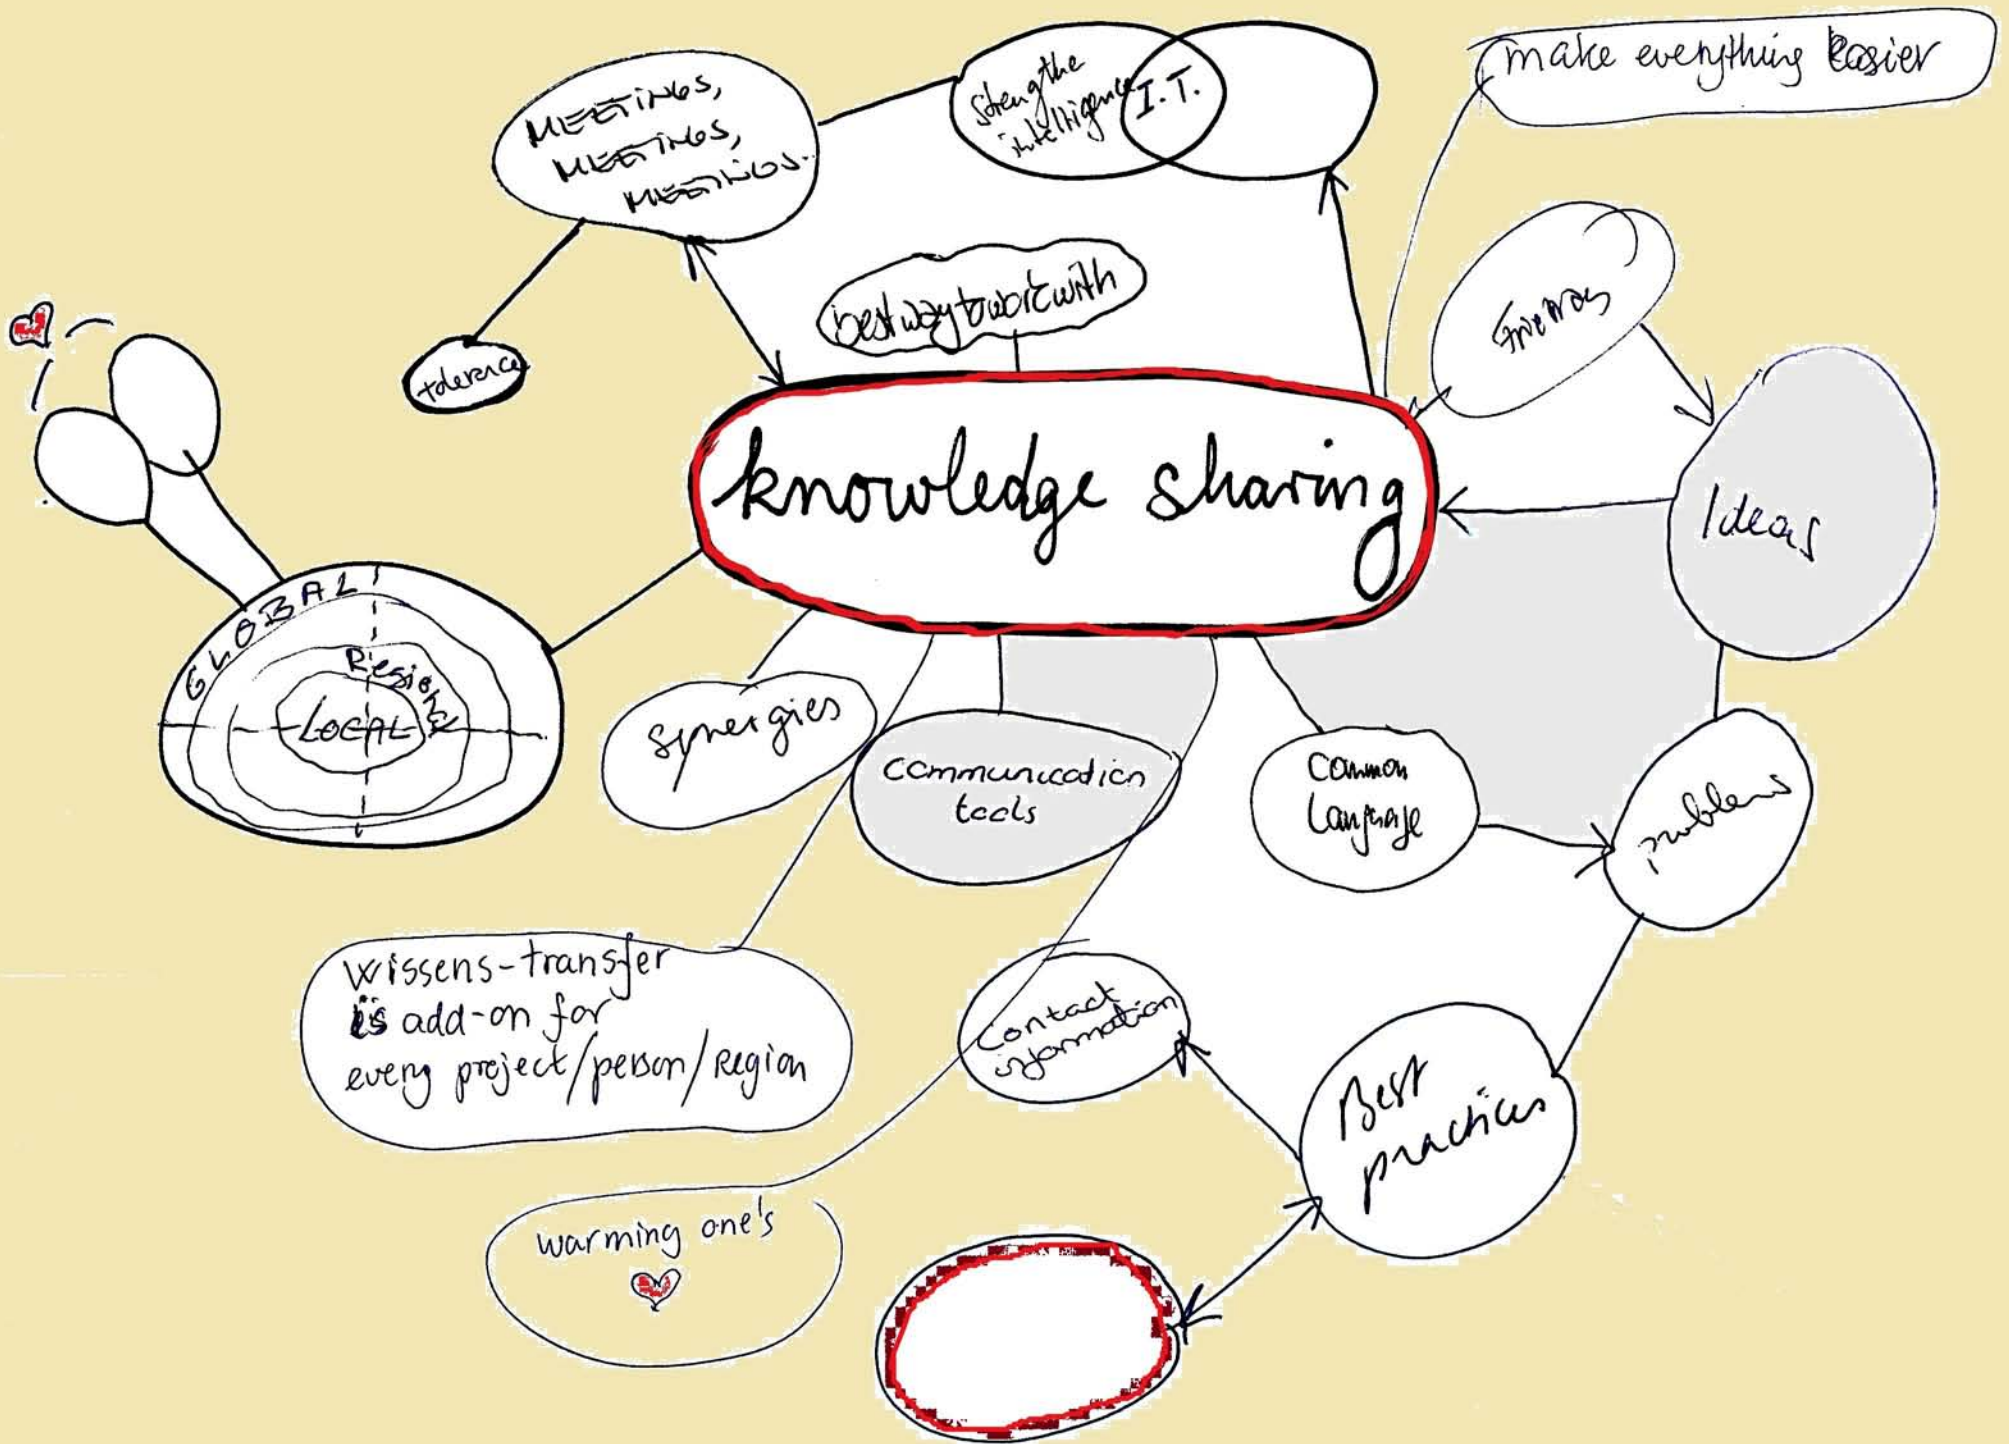 make everything easier
strengthe
intelligence
I.T.
MEETINGS,
MEETINGS,
MEETINGS..
best way to work with
tolerance
knowledge sharing
Ideas
GLOBAL
Regional
LOCAL
synergies
communication
tools
Common
Language
problems
wissens-transfer
is add-on for
every project/person/Region
contact
information
Best
practices
warming one's